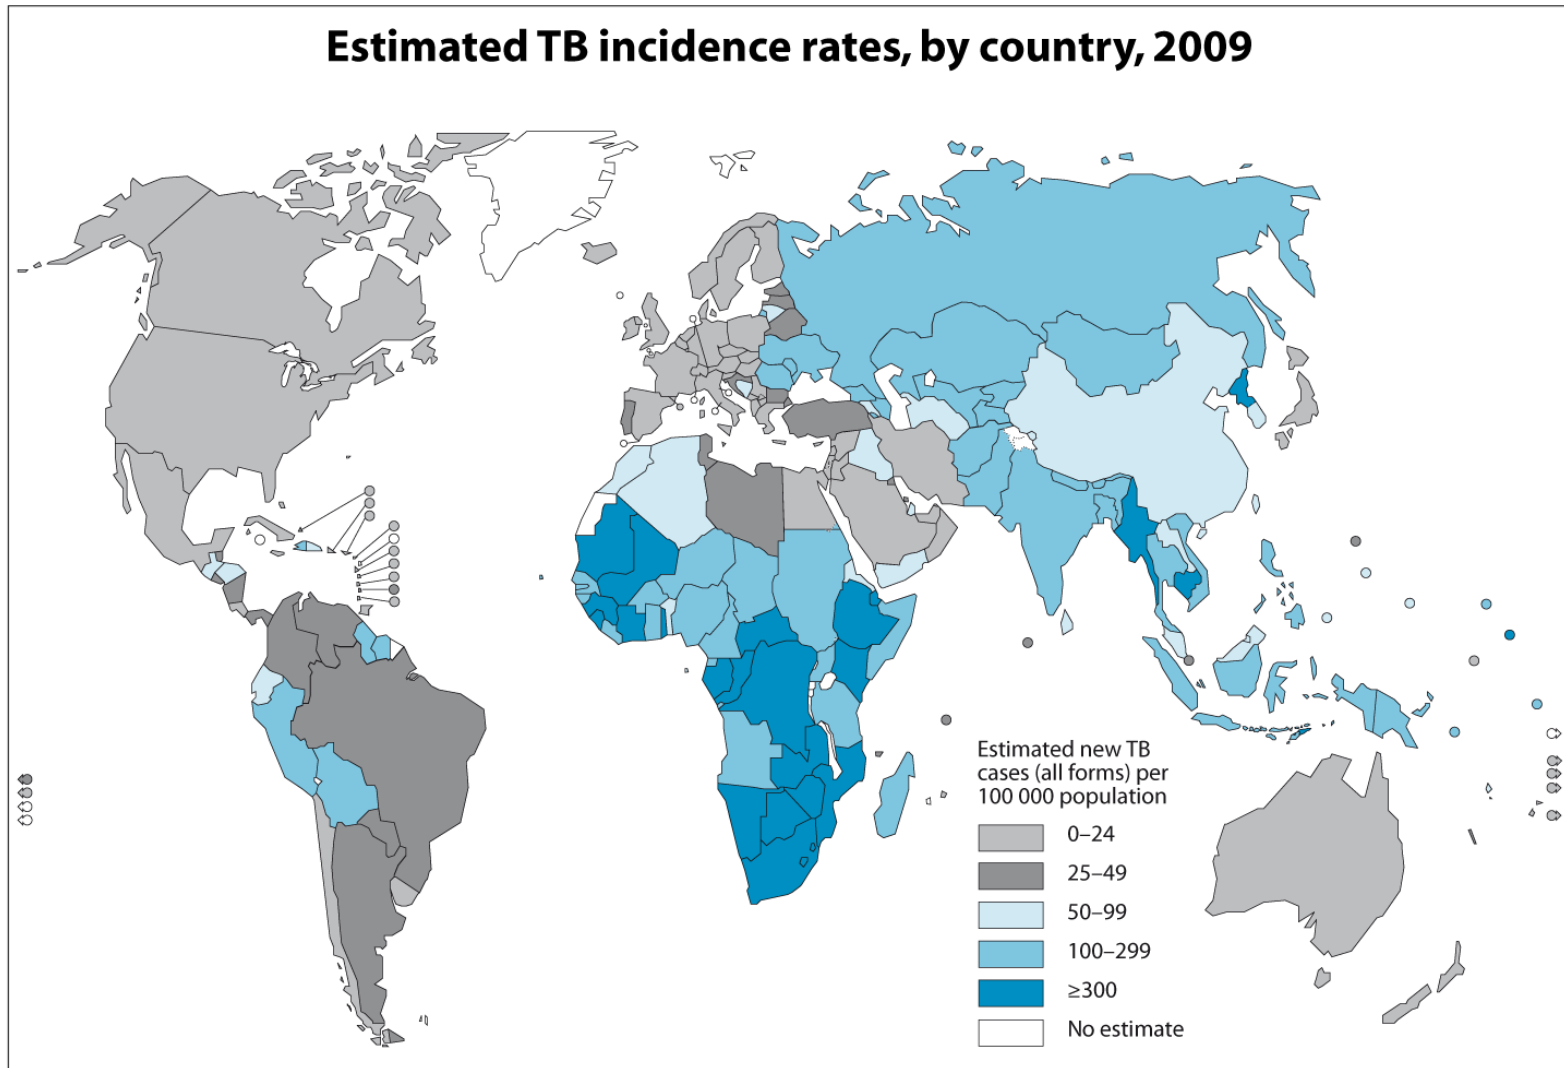 Estimated TB incidence rates, by country, 2009
Estimated new TB
cases (all forms) per
100 000 population
0–24
25–49
50–99
100–299
≥300
No estimate